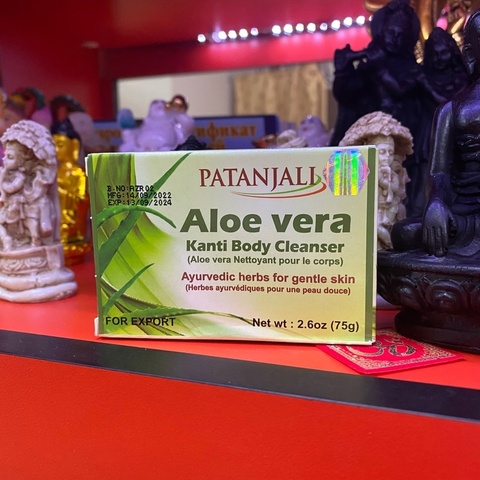 B.NO:AZR02
MFG:14/09/2022
EXP:13/09/2024
PATANJALI
Aloe vera
Kanti Body Cleanser
(Aloe vera Nettoyant pour le corps)
Ayurvedic herbs for gentle skin
(Herbes ayurvédiques pour une peau douce)
FOR EXPORT
Net wt : 2.6oz (75g)